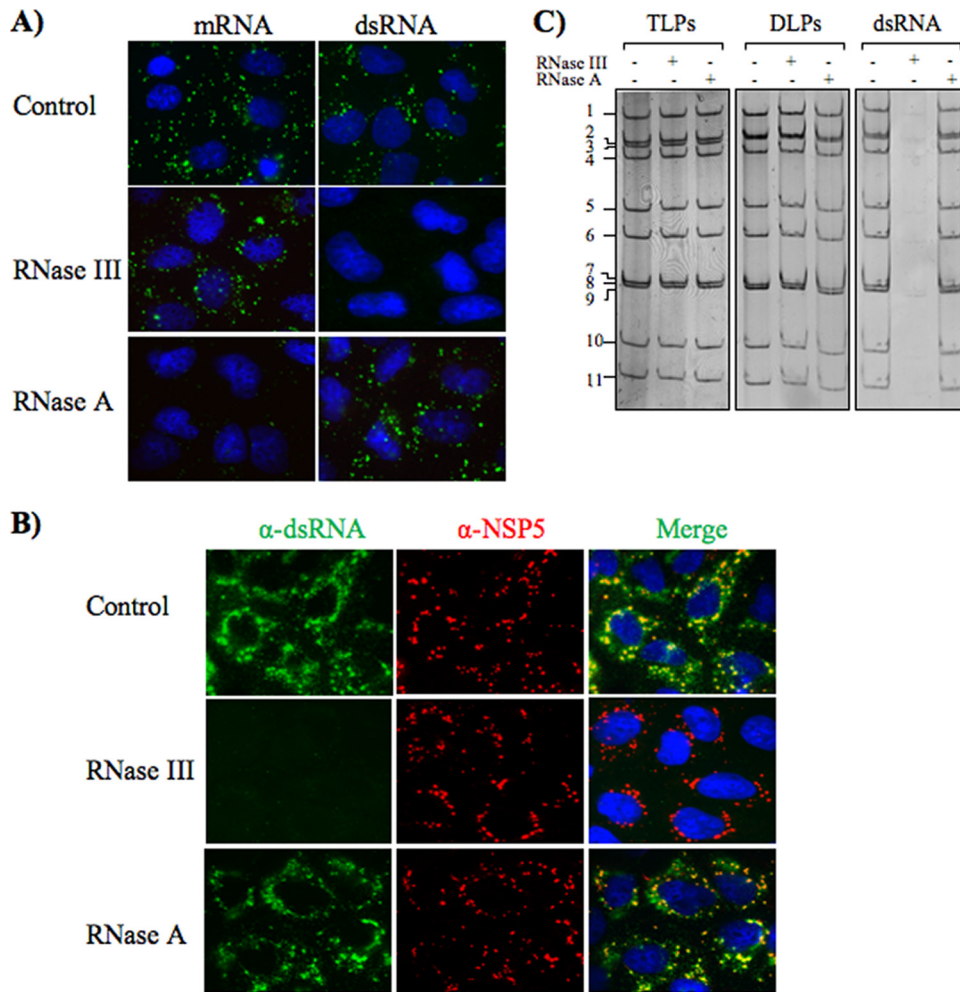 A)
mRNA dsRNA
Control
RNase III
RNase A
C)
TLPs DLPs dsRNA
RNase III - + - - + - - + -
RNase A - - + - - + - - +
1
2
3
4
5
6
7
8
9
10
11
B)
α-dsRNA α-NSP5 Merge
Control
RNase III
RNase A